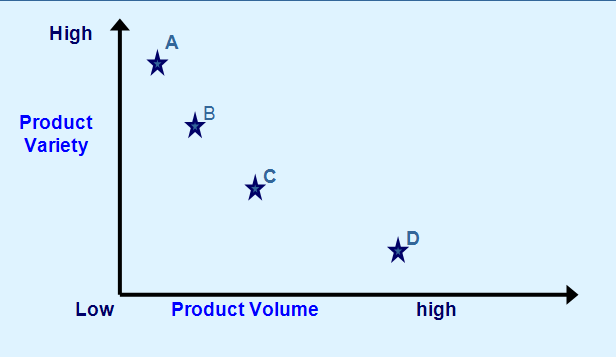 High
A
B
Product
Variety
C
D
Low
Product Volume
high